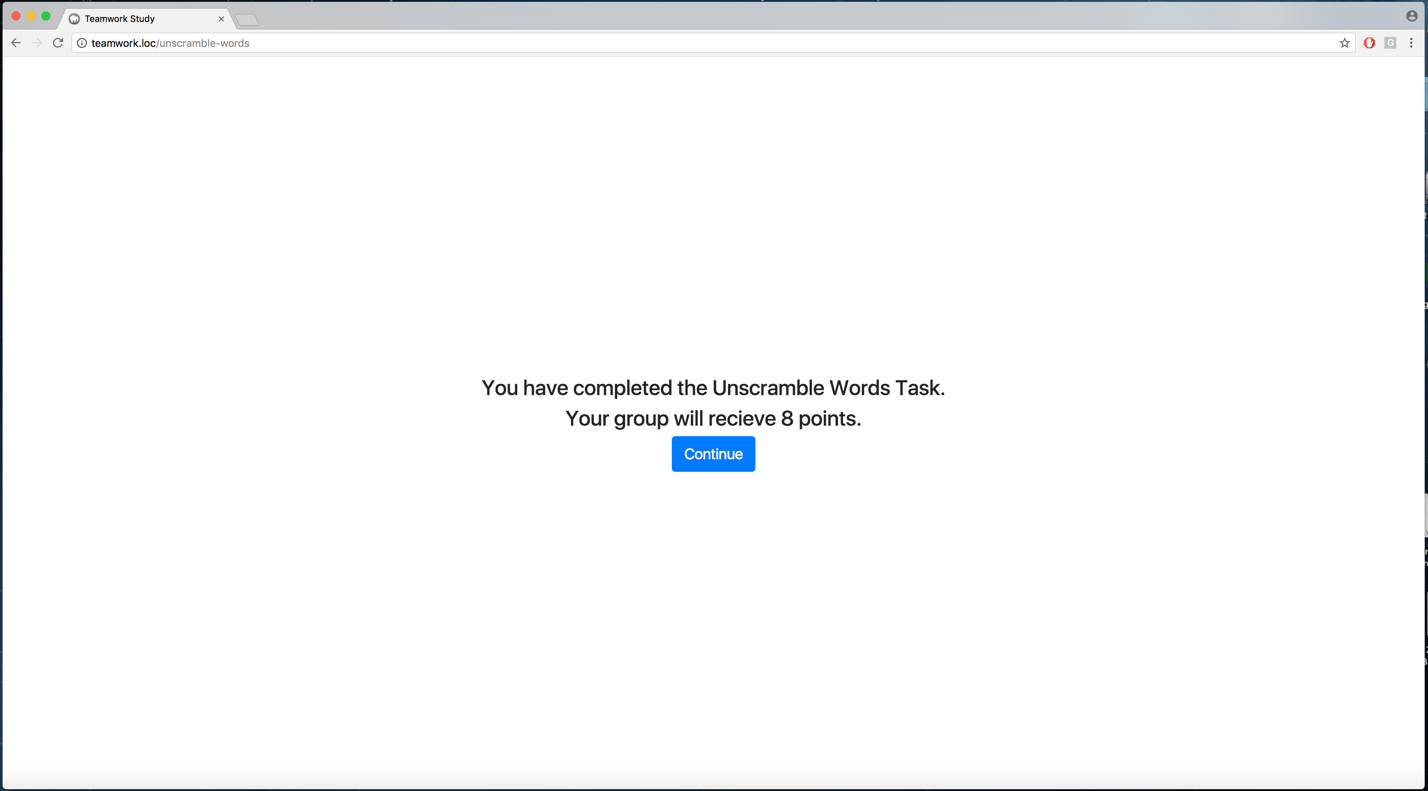 Teamwork Study
teamwork.loc/unscramble-words
You have completed the Unscramble Words Task.
Your group will recieve 8 points.
Continue